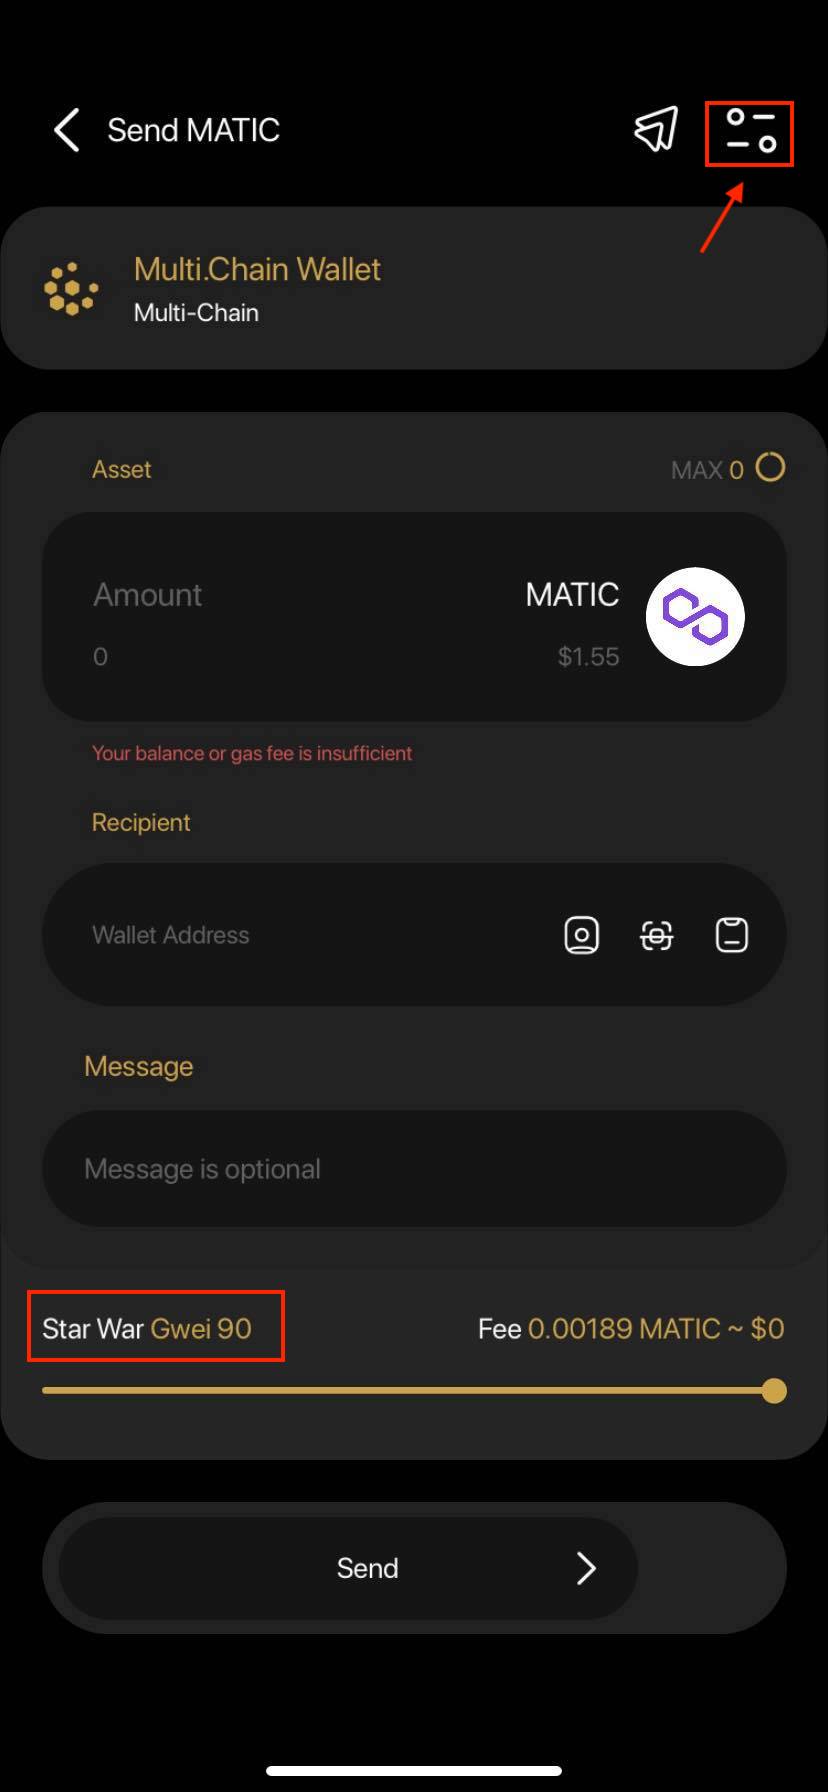 Send MATIC
Multi.Chain Wallet
Multi-Chain
Asset
MAX 0
Amount
MATIC
0
$1.55
Your balance or gas fee is insufficient
Recipient
Wallet Address
Message
Message is optional
Star War Gwei 90
Fee 0.00189 MATIC ~ $0
Send